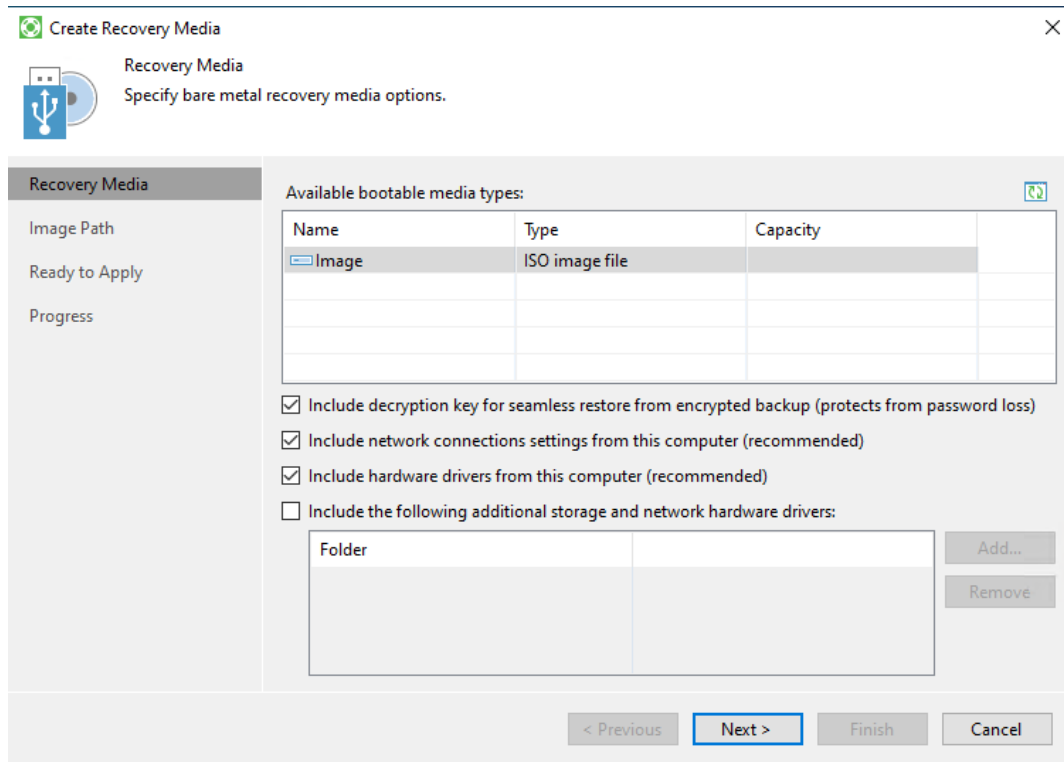 Create Recovery Media
Recovery Media
Specify bare metal recovery media options.
Recovery Media
Image Path
Ready to Apply
Progress
Available bootable media types:
Name Type Capacity
Image ISO image file
Include decryption key for seamless restore from encrypted backup (protects from password loss)
Include network connections settings from this computer (recommended)
Include hardware drivers from this computer (recommended)
Include the following additional storage and network hardware drivers:
Folder
Add...
Remove
< Previous Next > Finish Cancel